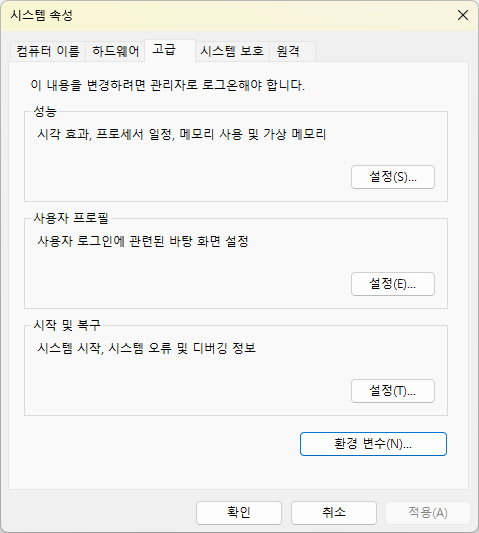 시스템 속성
컴퓨터 이름 하드웨어 고급 시스템 보호 원격
이 내용을 변경하려면 관리자로 로그온해야 합니다.
성능
시각 효과, 프로세서 일정, 메모리 사용 및 가상 메모리
설정(S)...
사용자 프로필
사용자 로그인에 관련된 바탕 화면 설정
설정(E)...
시작 및 복구
시스템 시작, 시스템 오류 및 디버깅 정보
설정(T)...
환경 변수(N)...
확인 취소 적용(A)